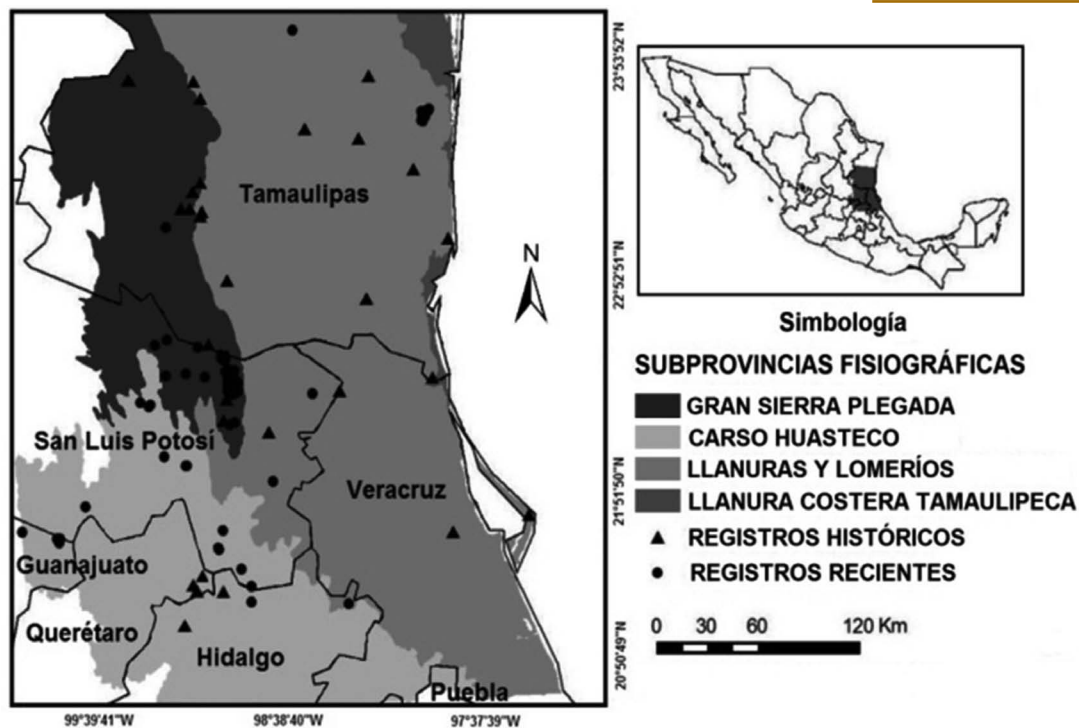 Tamaulipas
San Luis Potosí
Veracruz
Guanajuato
Querétaro
Hidalgo
Puebla
N
23°53'52"N
22°52'51"N
21°51'50"N
20°50'49"N
99°39'41"W
98°38'40"W
97°37'39"W
Simbología
SUBPROVINCIAS FISIOGRÁFICAS
GRAN SIERRA PLEGADA
CARSO HUASTECO
LLANURAS Y LOMERÍOS
LLANURA COSTERA TAMAULIPECA
REGISTROS HISTÓRICOS
REGISTROS RECIENTES
0 30 60 120 Km